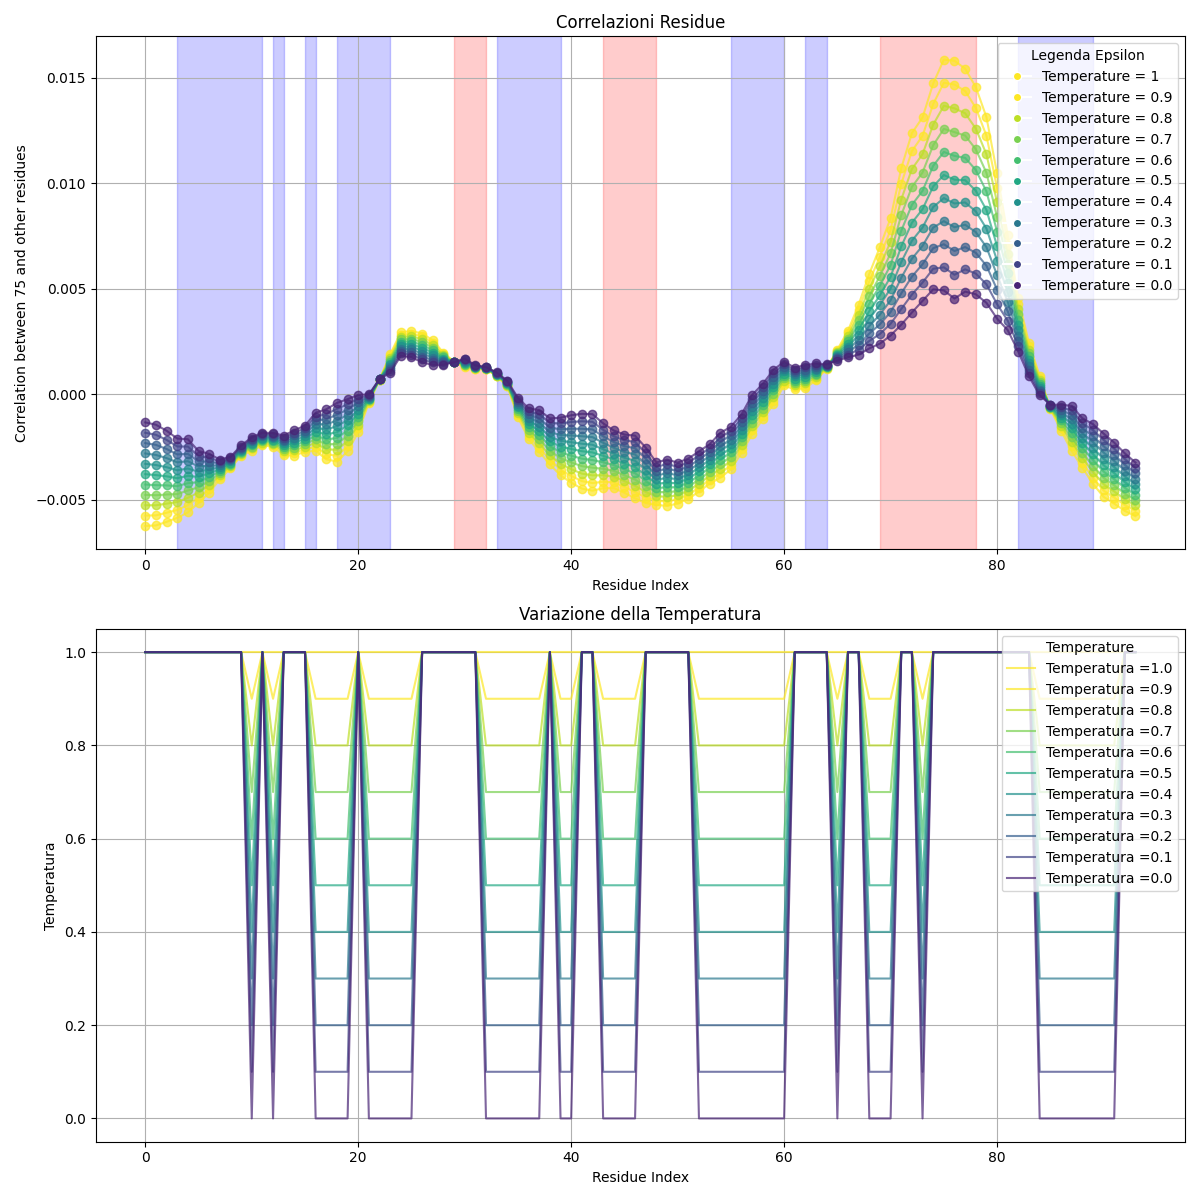 Correlazioni Residue
Correlation between 75 and other residues
0.015
0.010
0.005
0.000
−0.005
Legenda Epsilon
Temperature = 1
Temperature = 0.9
Temperature = 0.8
Temperature = 0.7
Temperature = 0.6
Temperature = 0.5
Temperature = 0.4
Temperature = 0.3
Temperature = 0.2
Temperature = 0.1
Temperature = 0.0
0 20 40 60 80
Residue Index
Variazione della Temperatura
Temperatura
1.0
0.8
0.6
0.4
0.2
0.0
Temperature
Temperatura =1.0
Temperatura =0.9
Temperatura =0.8
Temperatura =0.7
Temperatura =0.6
Temperatura =0.5
Temperatura =0.4
Temperatura =0.3
Temperatura =0.2
Temperatura =0.1
Temperatura =0.0
0 20 40 60 80
Residue Index